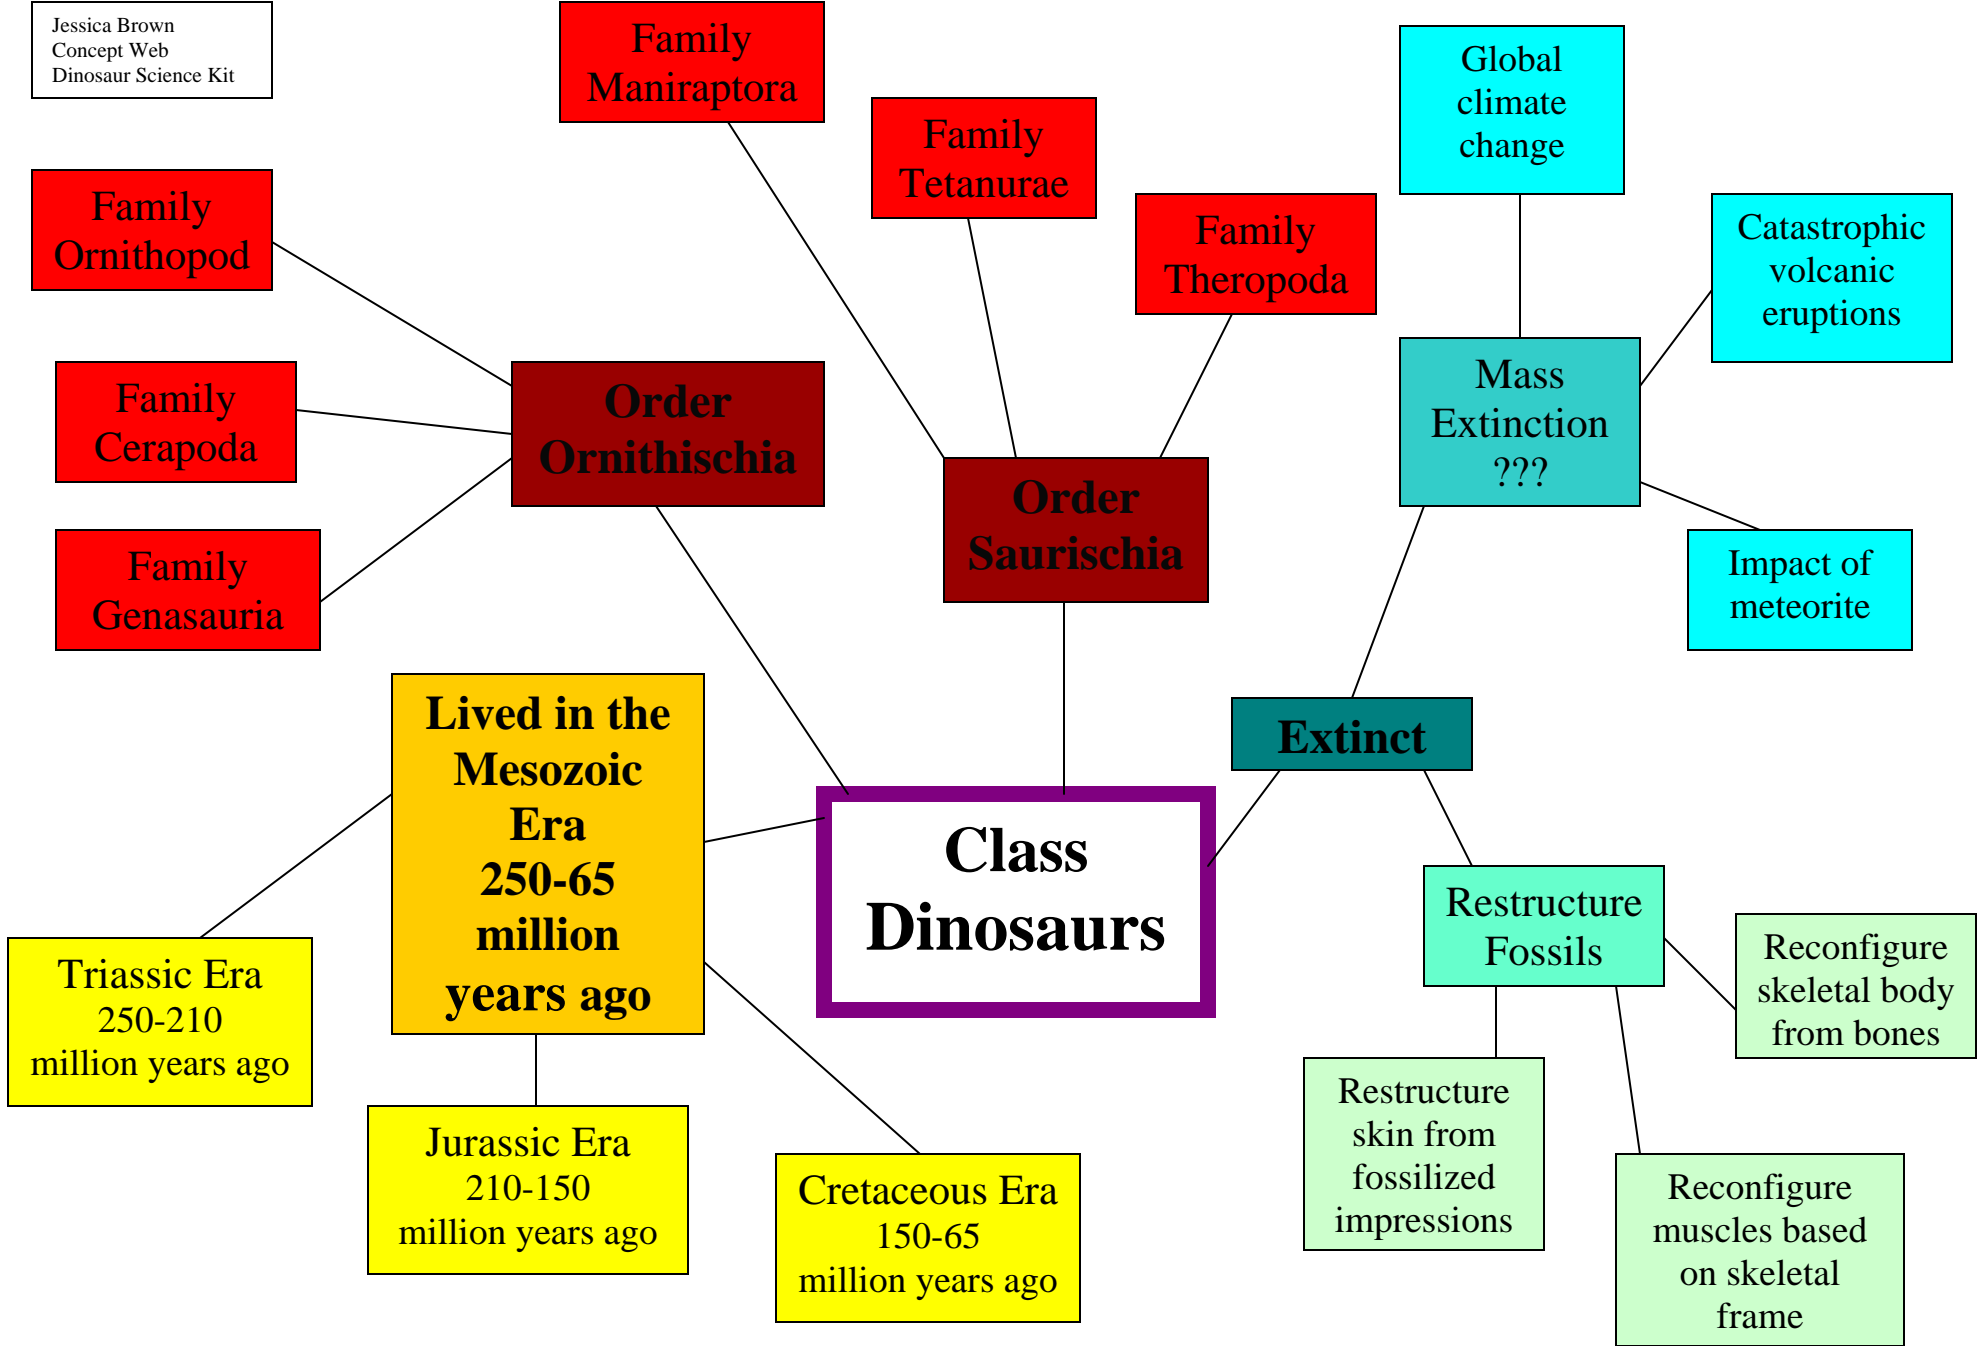 Jessica Brown
Concept Web
Dinosaur Science Kit
Family
Maniraptora
Family
Tetanurae
Family
Theropoda
Global
climate
change
Catastrophic
volcanic
eruptions
Family
Ornithopod
Family
Cerapoda
Family
Genasauria
Order
Ornithischia
Order
Saurischia
Mass
Extinction
???
Impact of
meteorite
Lived in the
Mesozoic
Era
250-65
million
years ago
Extinct
Class
Dinosaurs
Restructure
Fossils
Reconfigure
skeletal body
from bones
Triassic Era
250-210
million years ago
Jurassic Era
210-150
million years ago
Cretaceous Era
150-65
million years ago
Restructure
skin from
fossilized
impressions
Reconfigure
muscles based
on skeletal
frame